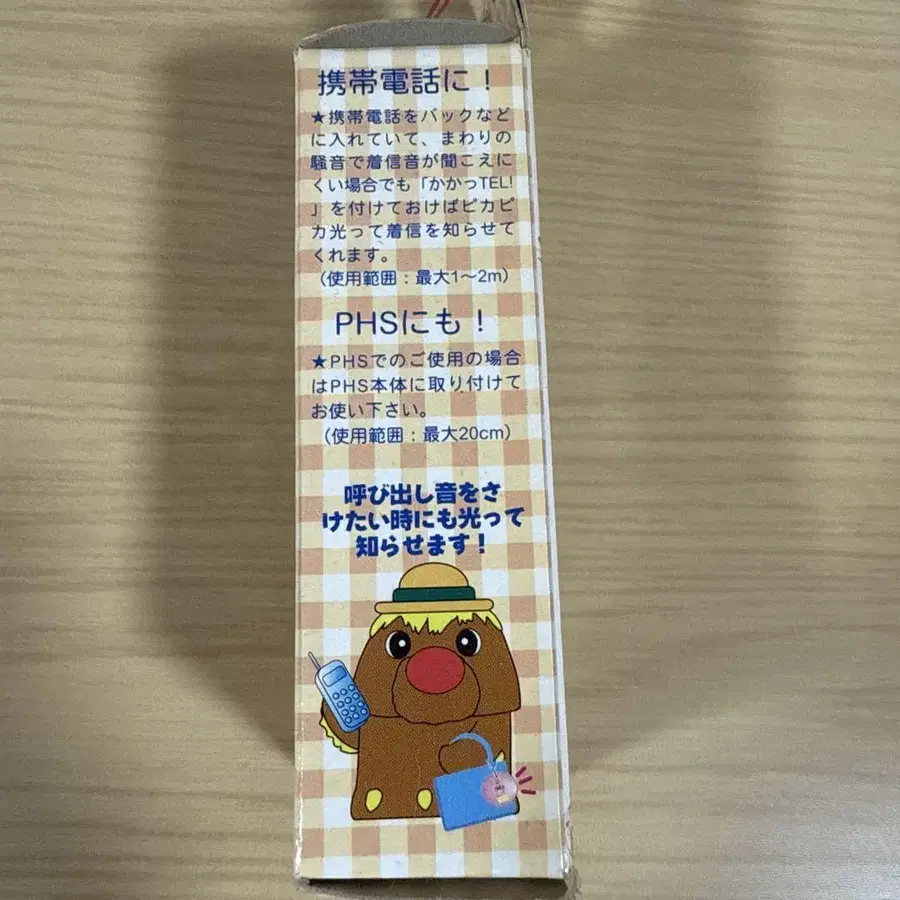 携帯電話に！
★携帯電話をバックなど
に入れていて、まわりの
騒音で着信音が聞こえに
くい場合でも「かかっTEL!
」を付けておけばピカピ
カ光って着信を知らせて
くれます。
（使用範囲：最大1〜2m）
PHSにも！
★PHSでのご使用の場合
はPHS本体に取り付けて
お使い下さい。
（使用範囲：最大20cm）
呼び出し音をさ
けたい時にも光って
知らせます！